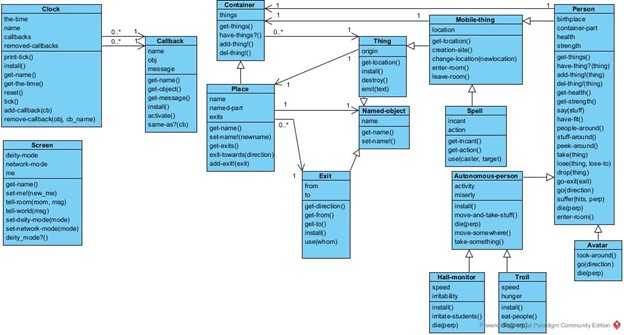 Clock
the-time
name
callbacks
removed-callbacks
print-tick()
install()
get-name()
get-the-time()
reset()
tick()
add-callback(cb)
remove-callback(obj, cb_name)
0..*
1
0..*
1
Callback
name
obj
message
get-name()
get-object()
get-message()
install()
activate()
same-as?(cb)
Screen
deity-mode
network-mode
me
get-name()
set-me!(new_me)
tell-room(room, msg)
tell-world(msg)
set-deity-mode(mode)
set-network-mode(mode)
deity_mode?()
Container
things
get-things()
have-things?()
add-thing!()
del-thing!()
1
1
1
0..*
1
Thing
origin
get-location()
install()
destroy()
emit(text)
1
Place
name
named-part
exits
get-name()
set-name!(newname)
get-exits()
exit-towards(direction)
add-exit!(exit)
1
1
1
0..*
1
Named-object
name
get-name()
set-name!()
Exit
from
to
get-direction()
get-from()
get-to()
install()
use(whom)
Mobile-thing
location
get-location()
creation-site()
change-location(newlocation)
enter-room()
leave-room()
Spell
incant
action
get-incant()
get-action()
use(caster, target)
Autonomous-person
activity
miserly
install()
move-and-take-stuff()
die(perp)
move-somewhere()
take-something()
Hall-monitor
speed
irritability
install()
irritate-students()
die(perp)
Troll
speed
hunger
install()
eat-people()
die(perp)
Person
birthplace
container-part
health
strength
get-things()
have-thing?(thing)
add-thing!(thing)
del-thing!(thing)
get-health()
get-strength()
say(stuff)
have-fit()
people-around()
stuff-around()
peek-around()
take(thing)
lose(thing, lose-to)
drop(thing)
go-exit(exit)
go(direction)
suffer(hits, perp)
die(perp)
enter-room()
Avatar
look-around()
go(direction)
die(perp)
Paradigm Community Edition